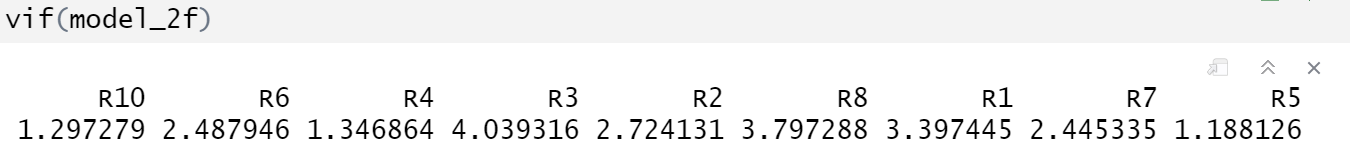 vif(model_2f)
R10 R6 R4 R3 R2 R8 R1 R7 R5
1.297279 2.487946 1.346864 4.039316 2.724131 3.797288 3.397445 2.445335 1.188126